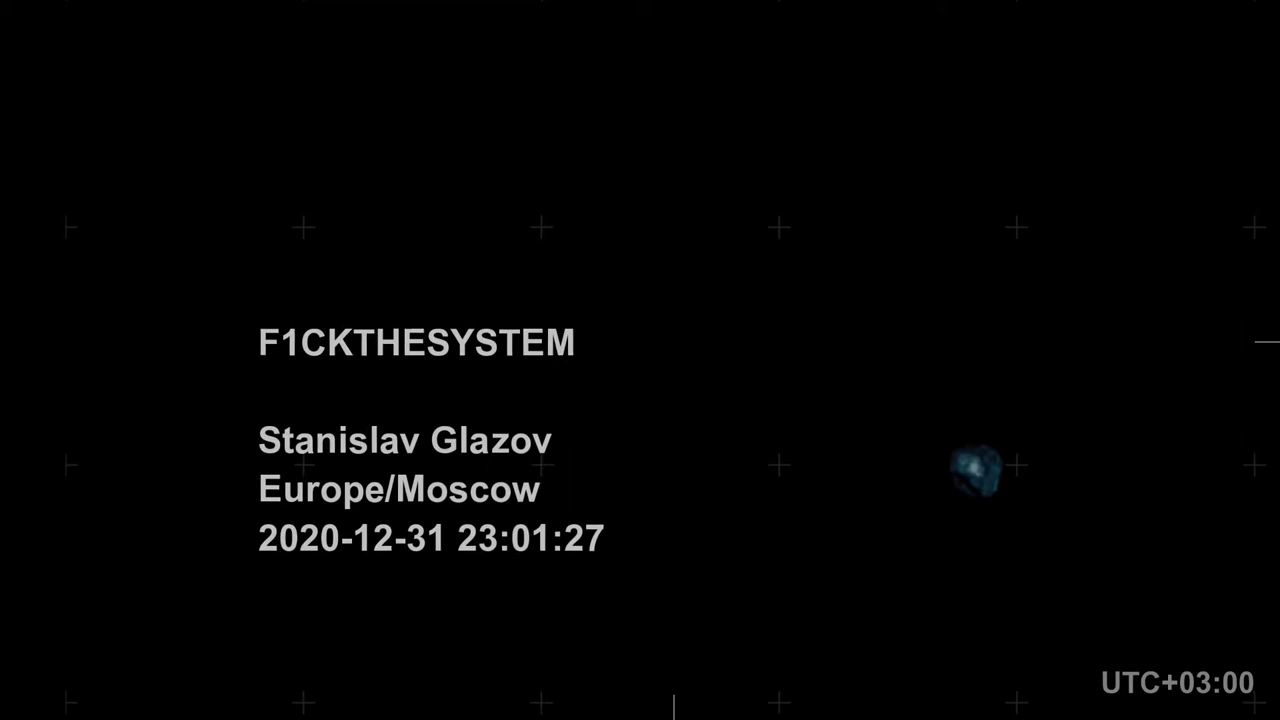 F1CKTHESYSTEM
Stanislav Glazov
Europe/Moscow
2020-12-31 23:01:27
UTC+03:00